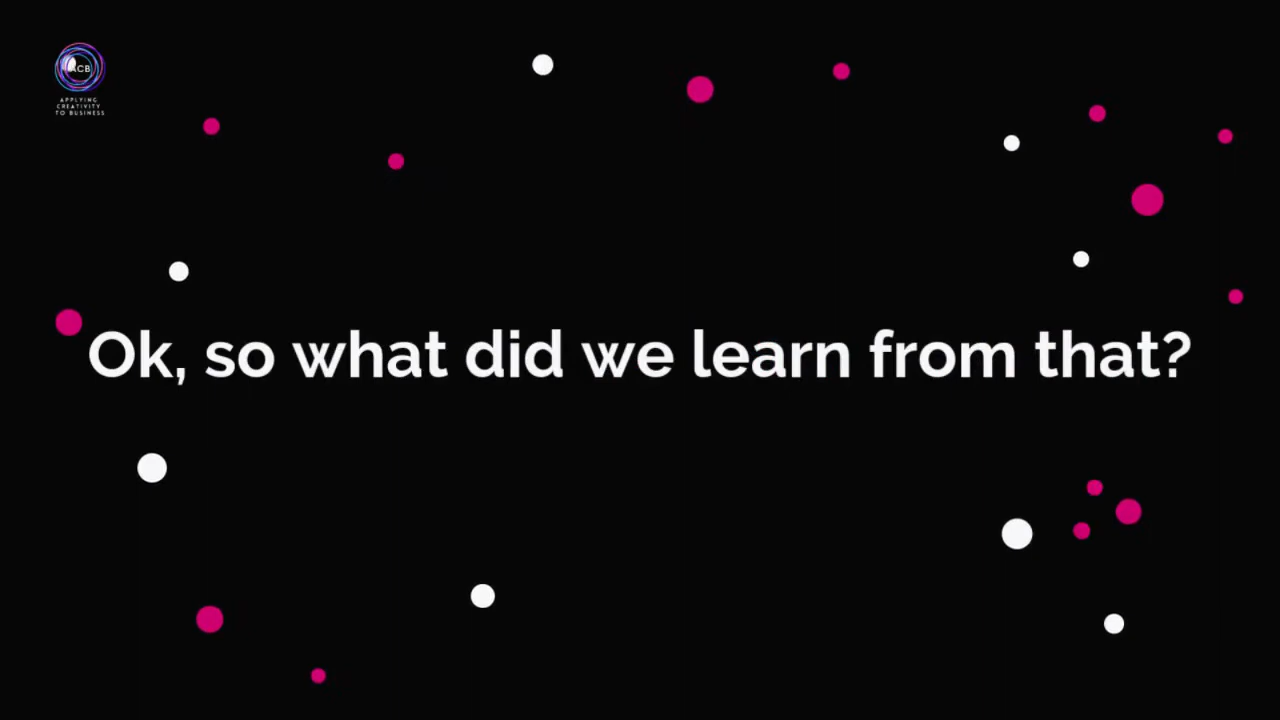 ACB
APPLYING
CREATIVITY
TO BUSINESS
Ok, so what did we learn from that?